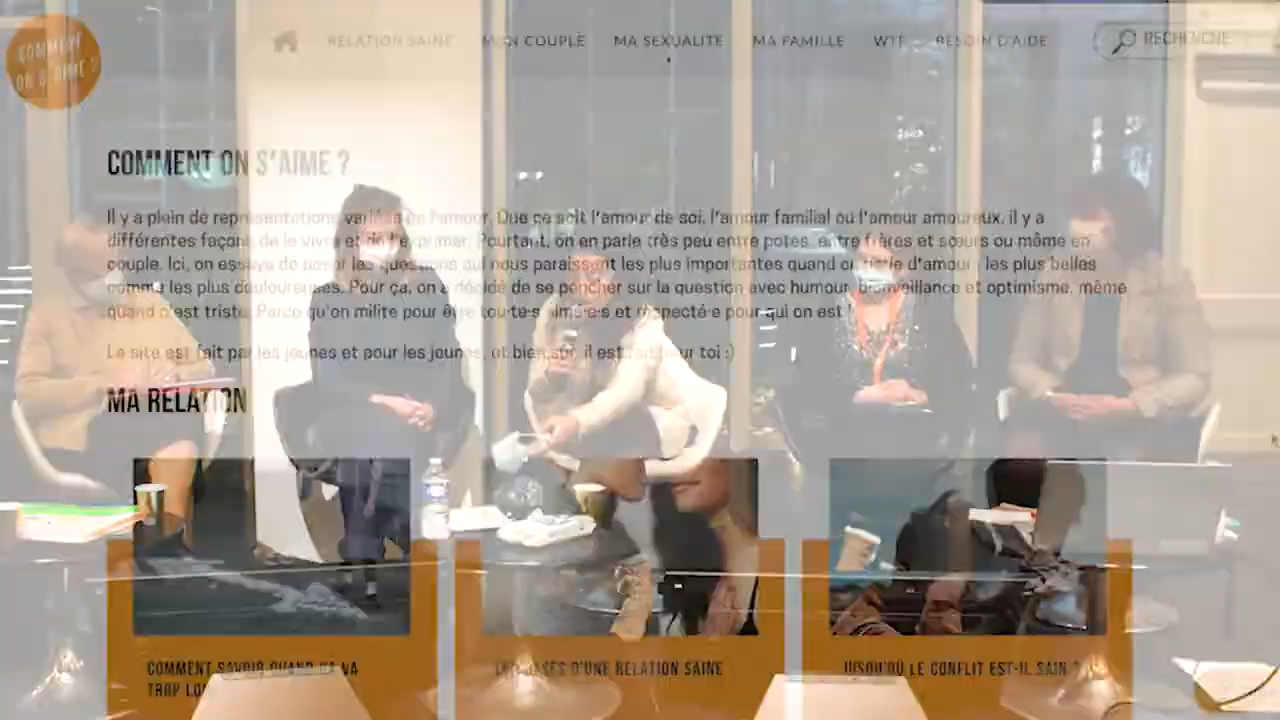 COMMENT
ON S'AIME ?
RELATION SAINE
MON COUPLE
MA SEXUALITÉ
MA FAMILLE
WTF
BESOIN D'AIDE
RECHERCHE
COMMENT ON S'AIME ?
Il y a plein de représentations variées de l'amour. Que ce soit l'amour de soi, l'amour familial ou l'amour amoureux, il y a
différentes façons de le vivre et de l'exprimer. Pourtant, on en parle très peu entre potes, entre frères et sœurs ou même en
couple. Ici, on essaye de poser les questions qui nous paraissent les plus importantes quand on parle d'amour : les plus belles
comme les plus douloureuses. Pour ça, on a décidé de se pencher sur la question avec humour, bienveillance et optimisme, même
quand c'est triste. Parce qu'on milite pour être tou·te·s aimé·e·s et respecté·e pour qui on est !
Le site est fait par les jeunes et pour les jeunes, et bien sûr, il est fait pour toi :)
MA RELATION
COMMENT SAVOIR QUAND ÇA VA
TROP LOIN
LES BASES D'UNE RELATION SAINE
JUSQU'OÙ LE CONFLIT EST-IL SAIN ?